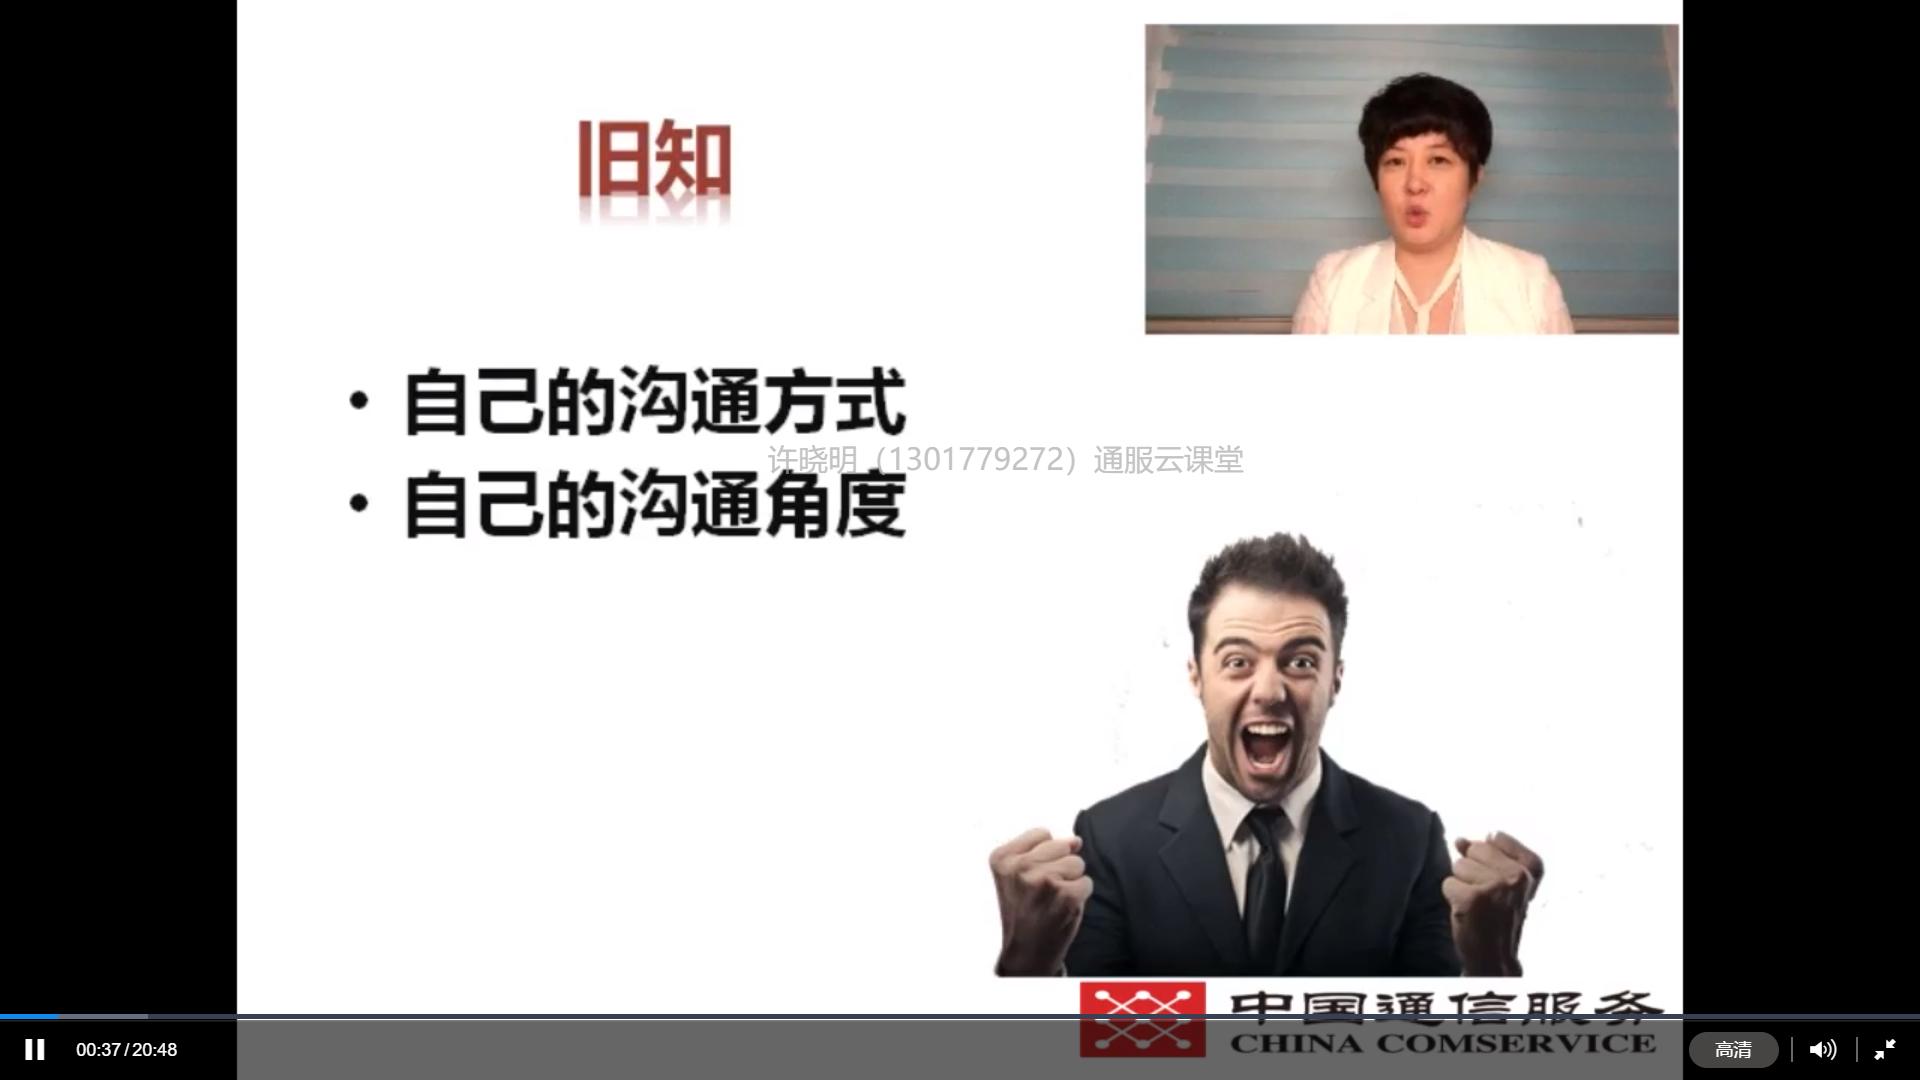 旧知
• 自己的沟通方式
许晓明（1301779272）通服云课堂
• 自己的沟通角度
中国通信服务
CHINA COMSERVICE
00:37/20:48
高清